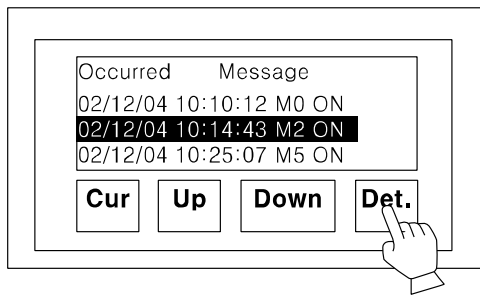 Occurred Message
02/12/04 10:10:12 M0 ON
02/12/04 10:14:43 M2 ON
02/12/04 10:25:07 M5 ON
Cur Up Down Det.